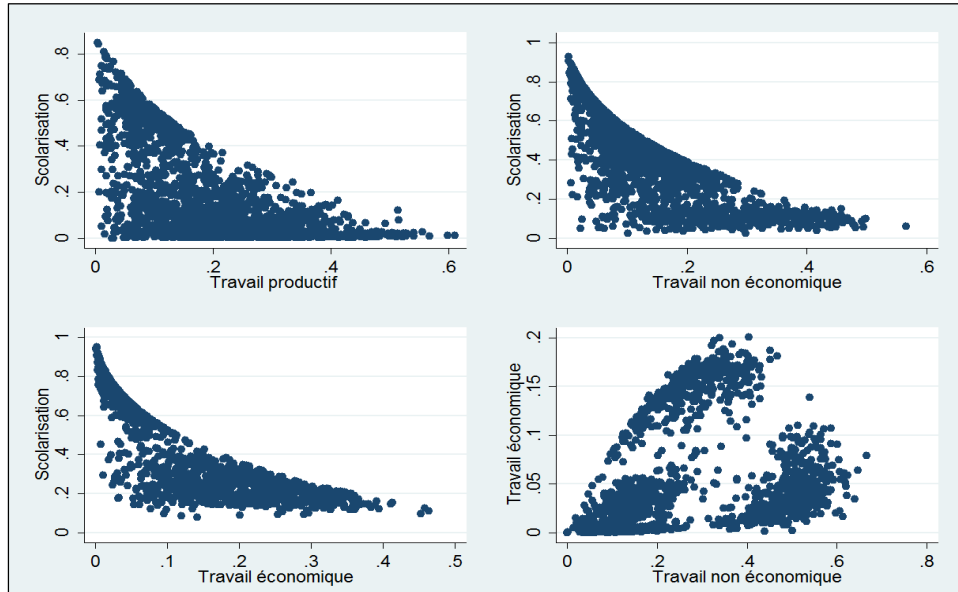 Scolarisation
.8
.6
.4
.2
0
0 .2 .4 .6
Travail productif
Scolarisation
1
.8
.6
.4
.2
0
0 .2 .4 .6
Travail non économique
Scolarisation
1
.8
.6
.4
.2
0
0 .1 .2 .3 .4 .5
Travail économique
Travail économique
.2
.15
.1
.05
0
0 .2 .4 .6 .8
Travail non économique